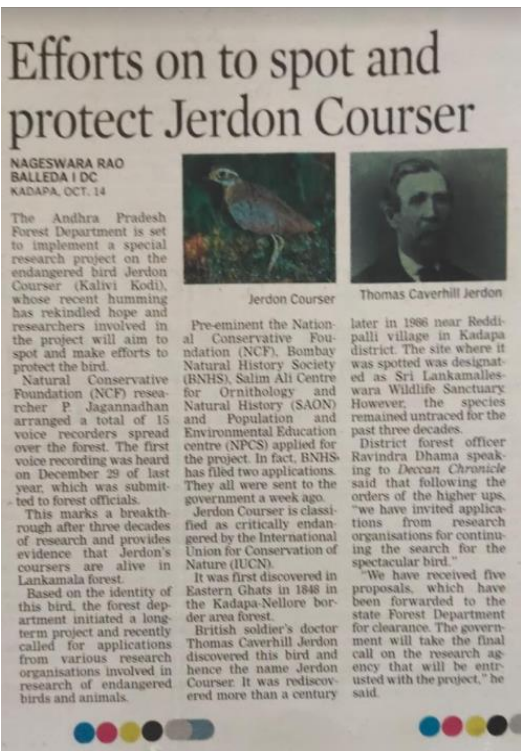 Efforts on to spot and
protect Jerdon Courser
NAGESWARA RAO
BALLEDA I DC
KADAPA, OCT. 14
The Andhra Pradesh
Forest Department is set
to implement a special
research project on the
endangered bird Jerdon
Courser (Kalivi Kodi),
whose recent humming
has rekindled hope and
researchers involved in
the project will aim to
spot and make efforts to
protect the bird.
Natural Conservative
Foundation (NCF) resea-
rcher P. Jagannadhan
arranged a total of 15
voice recorders spread
over the forest. The first
voice recording was heard
on December 29 of last
year, which was submit-
ted to forest officials.
This marks a breakth-
rough after three decades
of research and provides
evidence that Jerdon's
coursers are alive in
Lankamala forest.
Based on the identity of
this bird, the forest dep-
artment initiated a long-
term project and recently
called for applications
from various research
organisations involved in
research of endangered
birds and animals.
Jerdon Courser
Pre-eminent the Nation-
al Conservative Fou-
ndation (NCF), Bombay
Natural History Society
(BNHS), Salim Ali Centre
for Ornithology and
Natural History (SAON)
and Population and
Environmental Education
centre (NPCS) applied for
the project. In fact, BNHS
has filed two applications.
They all were sent to the
government a week ago.
Jerdon Courser is classi-
fied as critically endan-
gered by the International
Union for Conservation of
Nature (IUCN).
It was first discovered in
Eastern Ghats in 1848 in
the Kadapa-Nellore bor-
der area forest.
British soldier's doctor
Thomas Caverhill Jerdon
discovered this bird and
hence the name Jerdon
Courser. It was rediscov-
ered more than a century
Thomas Caverhill Jerdon
later in 1986 near Reddi-
palli village in Kadapa
district. The site where it
was spotted was designat-
ed as Sri Lankamalles-
wara Wildlife Sanctuary.
However, the species
remained untraced for the
past three decades.
District forest officer
Ravindra Dhama speak-
ing to Deccan Chronicle
said that following the
orders of the higher ups,
"we have invited applica-
tions from research
organisations for continu-
ing the search for the
spectacular bird."
"We have received five
proposals, which have
been forwarded to the
state Forest Department
for clearance. The govern-
ment will take the final
call on the research ag-
ency that will be entr-
usted with the project," he
said.